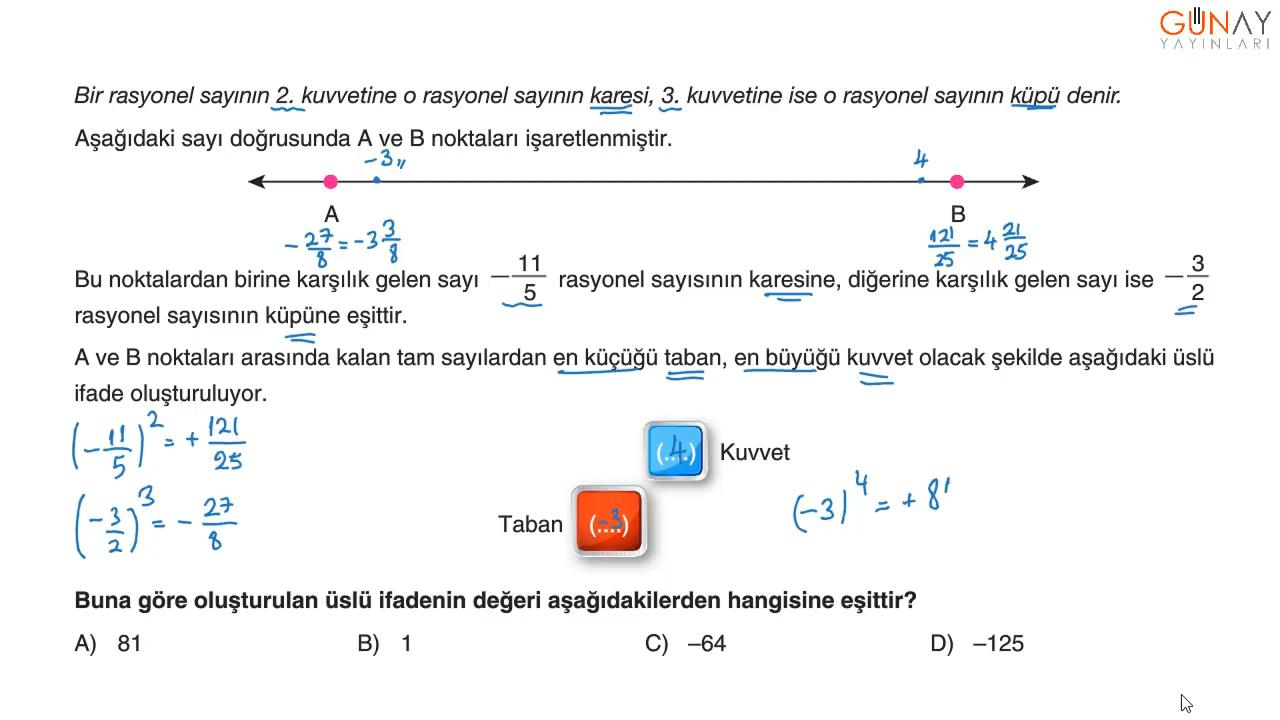 GÜNAY
YAYINLARI
Bir rasyonel sayının 2. kuvvetine o rasyonel sayının karesi, 3. kuvvetine ise o rasyonel sayının küpü denir.
Aşağıdaki sayı doğrusunda A ve B noktaları işaretlenmiştir.
-3 4
A B
-27/8 = -3 3/8 121/25 = 4 21/25
Bu noktalardan birine karşılık gelen sayı -11/5 rasyonel sayısının karesine, diğerine karşılık gelen sayı ise -3/2
rasyonel sayısının küpüne eşittir.
A ve B noktaları arasında kalan tam sayılardan en küçüğü taban, en büyüğü kuvvet olacak şekilde aşağıdaki üslü
ifade oluşturuluyor.
(-11/5)^2 = +121/25
(....) 4 Kuvvet
(-3/2)^3 = -27/8
Taban (....) -3
(-3)^4 = +81
Buna göre oluşturulan üslü ifadenin değeri aşağıdakilerden hangisine eşittir?
A) 81 B) 1 C) –64 D) –125